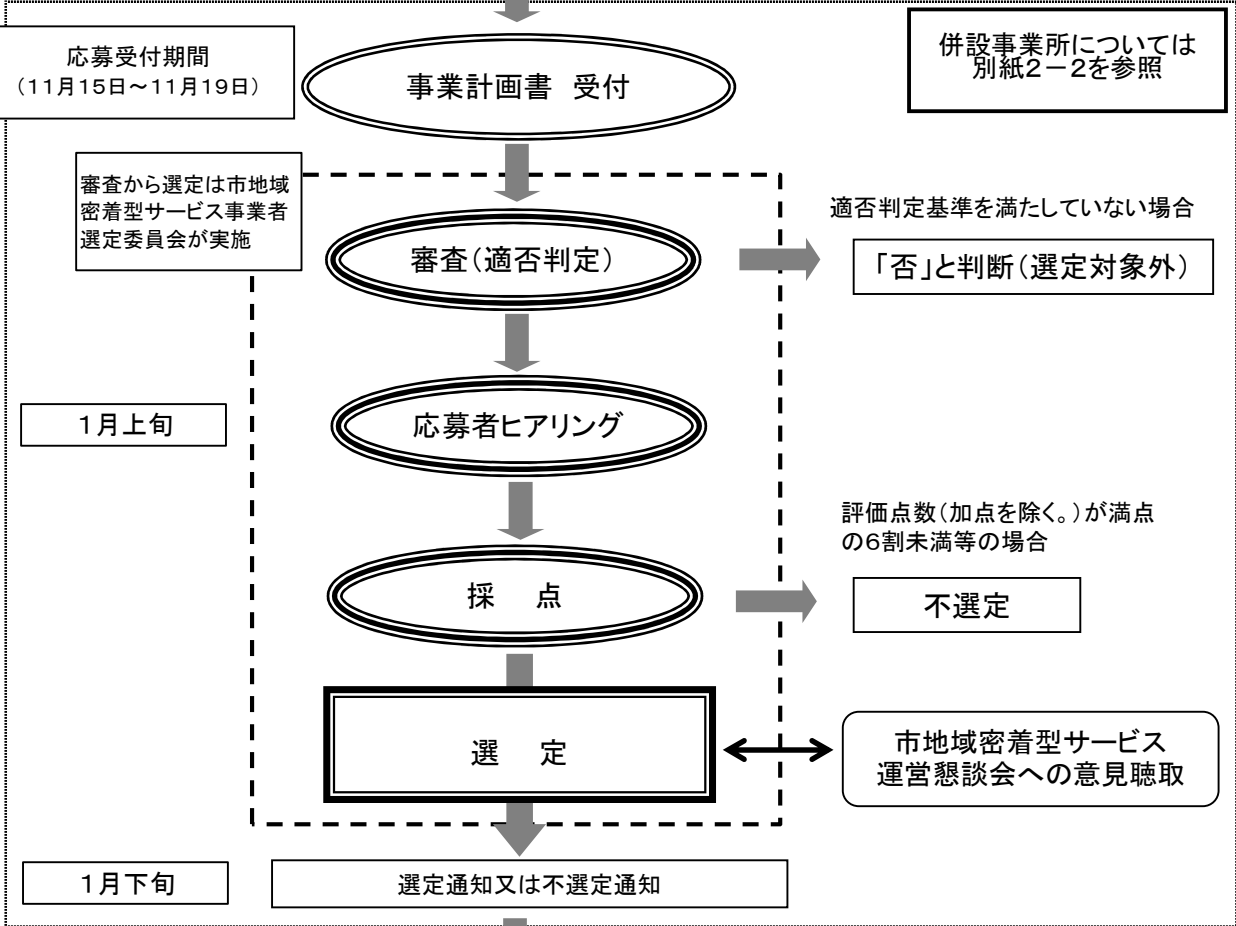 応募受付期間
(11月15日~11月19日)
事業計画書 受付
併設事業所については
別紙2-2を参照
審査から選定は市地域
密着型サービス事業者
選定委員会が実施
審査(適否判定)
適否判定基準を満たしていない場合
「否」と判断(選定対象外)
1月上旬
応募者ヒアリング
評価点数(加点を除く。)が満点
の6割未満等の場合
採 点
不選定
選 定
市地域密着型サービス
運営懇談会への意見聴取
1月下旬
選定通知又は不選定通知